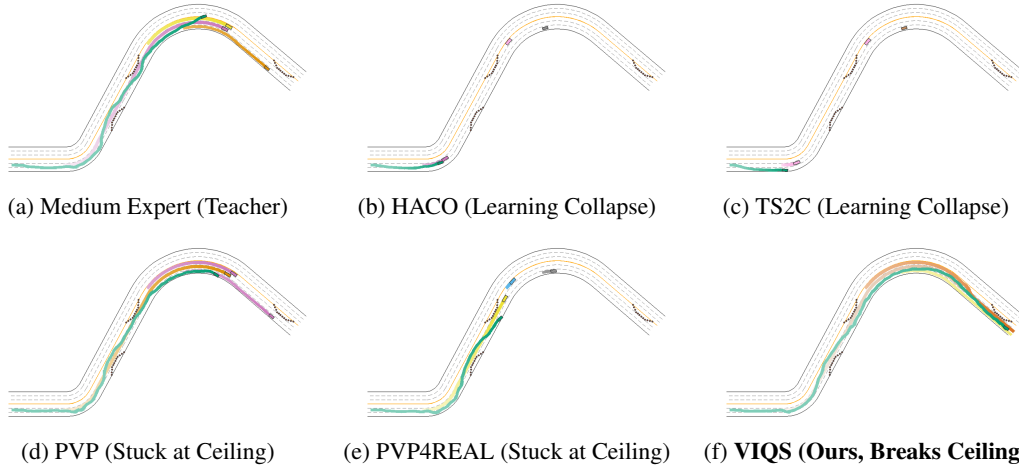 (a) Medium Expert (Teacher)
(b) HACO (Learning Collapse)
(c) TS2C (Learning Collapse)
(d) PVP (Stuck at Ceiling)
(e) PVP4REAL (Stuck at Ceiling)
(f) VIQS (Ours, Breaks Ceiling